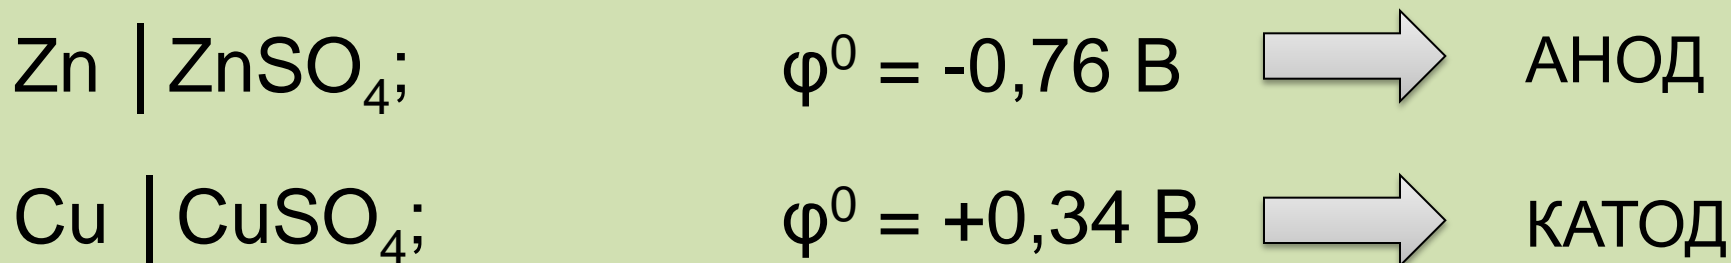 Zn | ZnSO₄; φ⁰ = -0,76 В АНОД
Cu | CuSO₄; φ⁰ = +0,34 В КАТОД